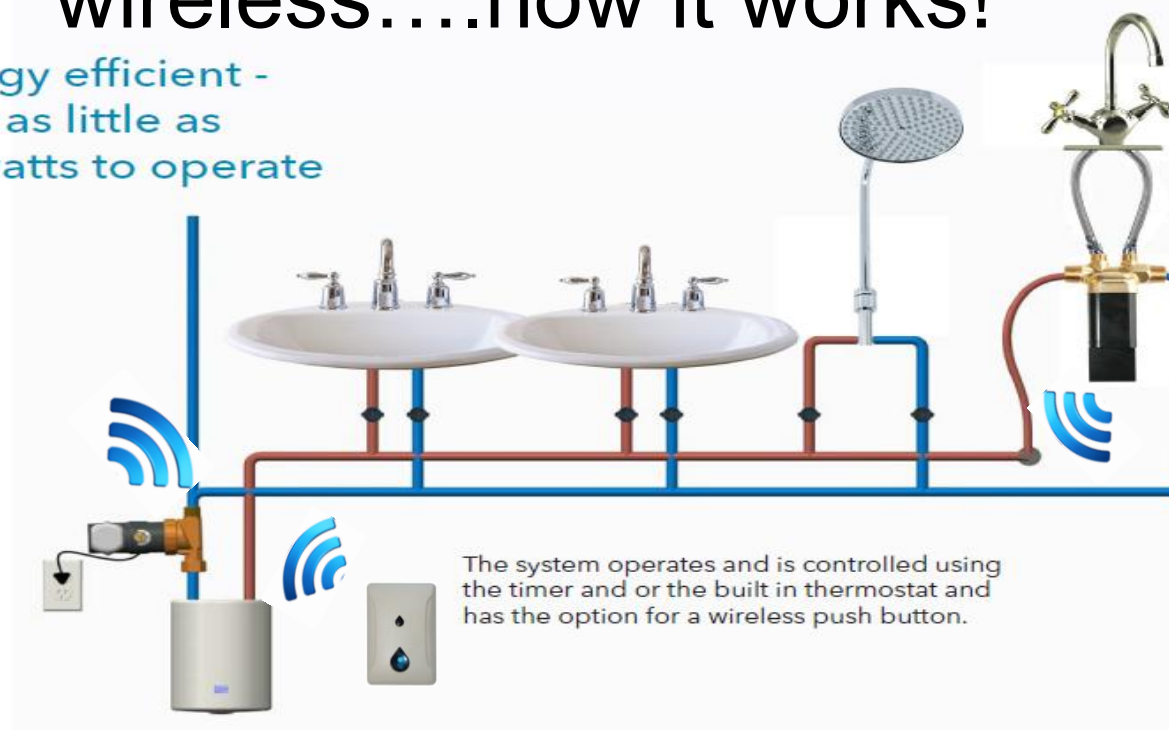 wireless....how it works!
gy efficient -
as little as
atts to operate
The system operates and is controlled using
the timer and or the built in thermostat and
has the option for a wireless push button.